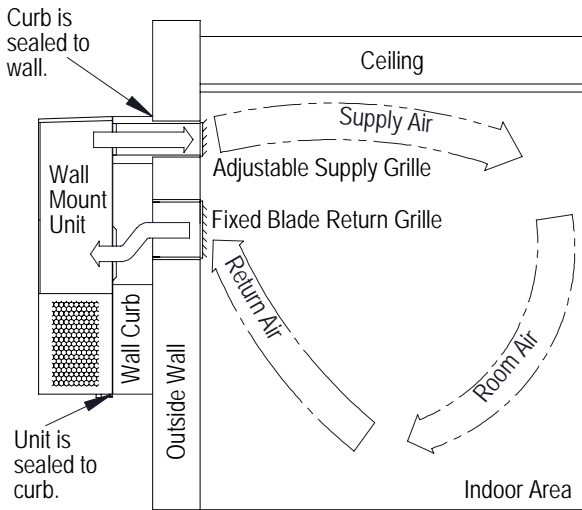 Curb is
sealed to
wall.
Ceiling
Supply Air
Adjustable Supply Grille
Wall
Mount
Unit
Fixed Blade Return Grille
Return Air
Room Air
Wall Curb
Outside Wall
Unit is
sealed to
curb.
Indoor Area